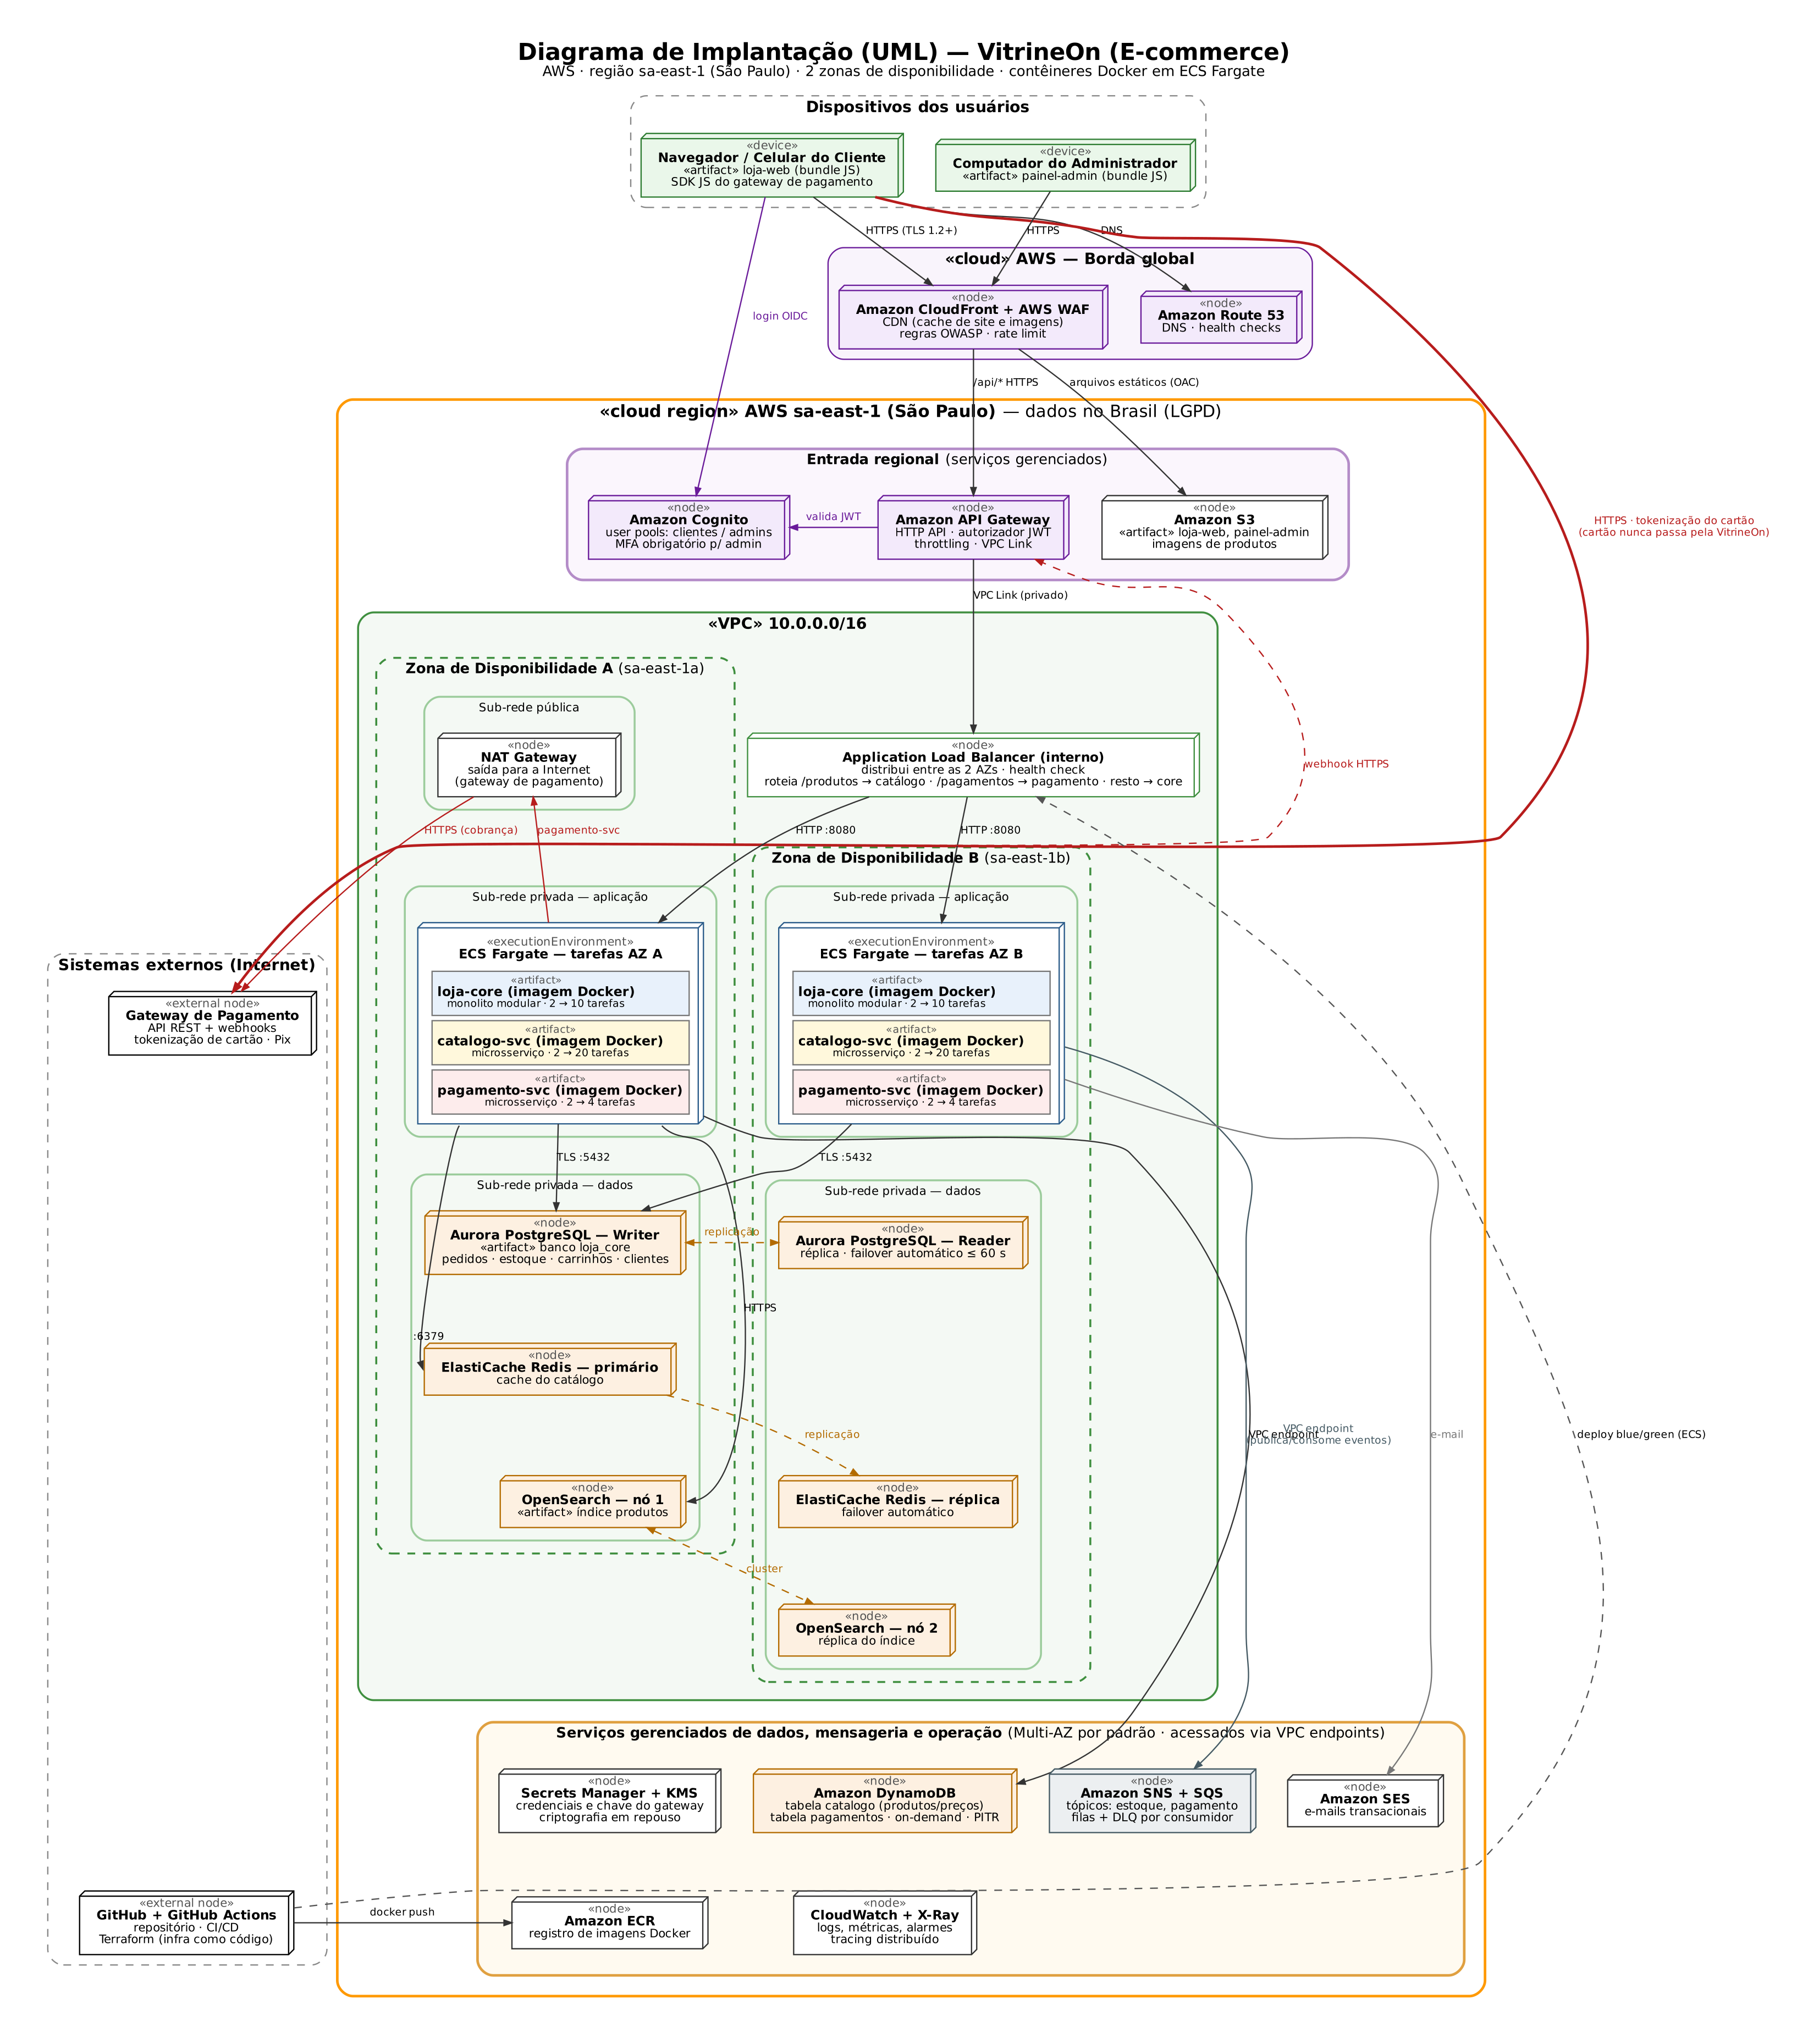 Diagrama de Implantação (UML) — VitrineOn (E-commerce)
AWS · região sa-east-1 (São Paulo) · 2 zonas de disponibilidade · contêineres Docker em ECS Fargate
Dispositivos dos usuários
«device»
Navegador / Celular do Cliente
«artifact» loja-web (bundle JS)
SDK JS do gateway de pagamento
«device»
Computador do Administrador
«artifact» painel-admin (bundle JS)
HTTPS (TLS 1.2+)
HTTPS
DNS
«cloud» AWS — Borda global
«node»
Amazon CloudFront + AWS WAF
CDN (cache de site e imagens)
regras OWASP · rate limit
«node»
Amazon Route 53
DNS · health checks
login OIDC
/api/* HTTPS
arquivos estáticos (OAC)
«cloud region» AWS sa-east-1 (São Paulo) — dados no Brasil (LGPD)
Entrada regional (serviços gerenciados)
«node»
Amazon Cognito
user pools: clientes / admins
MFA obrigatório p/ admin
valida JWT
«node»
Amazon API Gateway
HTTP API · autorizador JWT
throttling · VPC Link
«node»
Amazon S3
«artifact» loja-web, painel-admin
imagens de produtos
HTTPS · tokenização do cartão
(cartão nunca passa pela VitrineOn)
VPC Link (privado)
«VPC» 10.0.0.0/16
Zona de Disponibilidade A (sa-east-1a)
Sub-rede pública
«node»
NAT Gateway
saída para a Internet
(gateway de pagamento)
«node»
Application Load Balancer (interno)
distribui entre as 2 AZs · health check
roteia /produtos → catálogo · /pagamentos → pagamento · resto → core
webhook HTTPS
HTTPS (cobrança)
pagamento-svc
HTTP :8080
HTTP :8080
Zona de Disponibilidade B (sa-east-1b)
Sub-rede privada — aplicação
«executionEnvironment»
ECS Fargate — tarefas AZ A
«artifact»
loja-core (imagem Docker)
monolito modular · 2 → 10 tarefas
«artifact»
catalogo-svc (imagem Docker)
microsserviço · 2 → 20 tarefas
«artifact»
pagamento-svc (imagem Docker)
microsserviço · 2 → 4 tarefas
Sub-rede privada — aplicação
«executionEnvironment»
ECS Fargate — tarefas AZ B
«artifact»
loja-core (imagem Docker)
monolito modular · 2 → 10 tarefas
«artifact»
catalogo-svc (imagem Docker)
microsserviço · 2 → 20 tarefas
«artifact»
pagamento-svc (imagem Docker)
microsserviço · 2 → 4 tarefas
Sistemas externos (Internet)
«external node»
Gateway de Pagamento
API REST + webhooks
tokenização de cartão · Pix
TLS :5432
TLS :5432
Sub-rede privada — dados
«node»
Aurora PostgreSQL — Writer
«artifact» banco loja_core
pedidos · estoque · carrinhos · clientes
replicação
Sub-rede privada — dados
«node»
Aurora PostgreSQL — Reader
réplica · failover automático ≤ 60 s
HTTPS
:6379
«node»
ElastiCache Redis — primário
cache do catálogo
replicação
VPC endpoint
VPC endpoint
(publica/consome eventos)
e-mail
deploy blue/green (ECS)
«node»
OpenSearch — nó 1
«artifact» índice produtos
«node»
ElastiCache Redis — réplica
failover automático
cluster
«node»
OpenSearch — nó 2
réplica do índice
Serviços gerenciados de dados, mensageria e operação (Multi-AZ por padrão · acessados via VPC endpoints)
«node»
Secrets Manager + KMS
credenciais e chave do gateway
criptografia em repouso
«node»
Amazon DynamoDB
tabela catalogo (produtos/preços)
tabela pagamentos · on-demand · PITR
«node»
Amazon SNS + SQS
tópicos: estoque, pagamento
filas + DLQ por consumidor
«node»
Amazon SES
e-mails transacionais
«external node»
GitHub + GitHub Actions
repositório · CI/CD
Terraform (infra como código)
docker push
«node»
Amazon ECR
registro de imagens Docker
«node»
CloudWatch + X-Ray
logs, métricas, alarmes
tracing distribuído